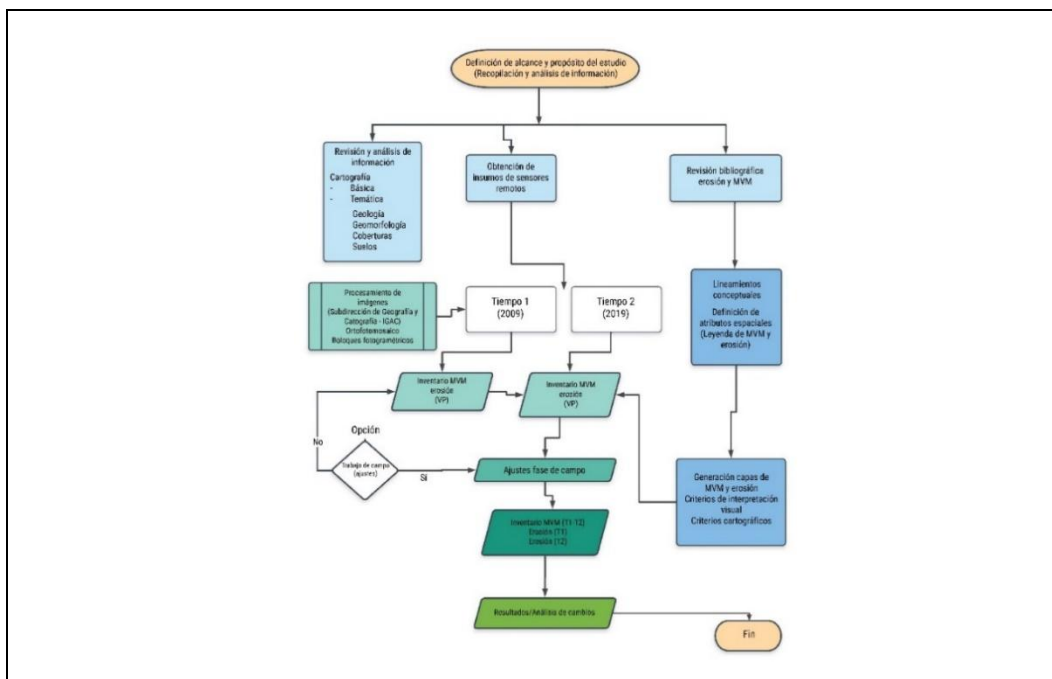 Definición de alcance y propósito del estudio
(Recopilación y análisis de información)
Revisión y análisis de
información
Cartografía
- Básica
- Temática
Geología
Geomorfología
Coberturas
Suelos
Obtención de
insumos de sensores
remotos
Revisión bibliográfica
erosión y MVM
Procesamiento de
imágenes
(Subdirección de Geografía y
Cartografía - IGAC)
Ortofotomosaico
Bloques fotogramétricos
Tiempo 1
(2009)
Tiempo 2
(2019)
Lineamientos
conceptuales
Definición de
atributos espaciales
(Leyenda de MVM y
erosión)
Inventario MVM
erosión
(VP)
Inventario MVM
erosión
(VP)
Opción
No
Trabajo de campo
(ajustes)
Sí
Ajustes fase de campo
Generación capas de
MVM y erosión
Criterios de interpretación
visual
Criterios cartográficos
Inventario MVM (T1-T2)
Erosión (T1)
Erosión (T2)
Resultados/Análisis de cambios
Fin